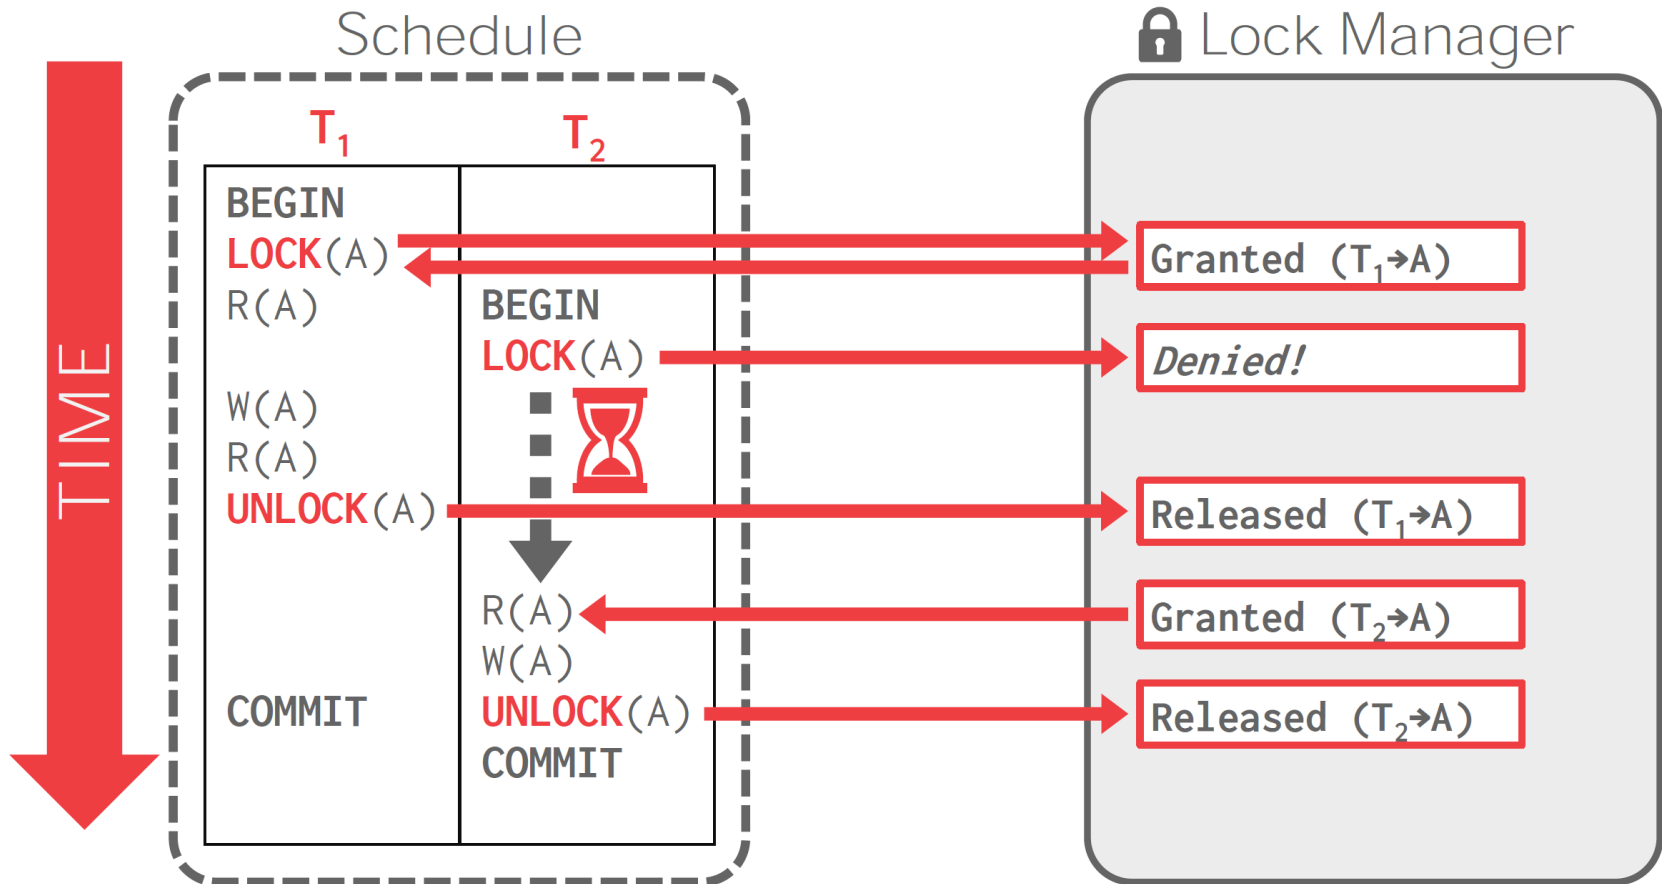 Schedule
Lock Manager
TIME
T1 T2
BEGIN
LOCK(A)
Granted (T1→A)
R(A) BEGIN
LOCK(A)
Denied!
W(A)
R(A)
UNLOCK(A)
Released (T1→A)
R(A)
Granted (T2→A)
W(A)
COMMIT UNLOCK(A)
Released (T2→A)
COMMIT